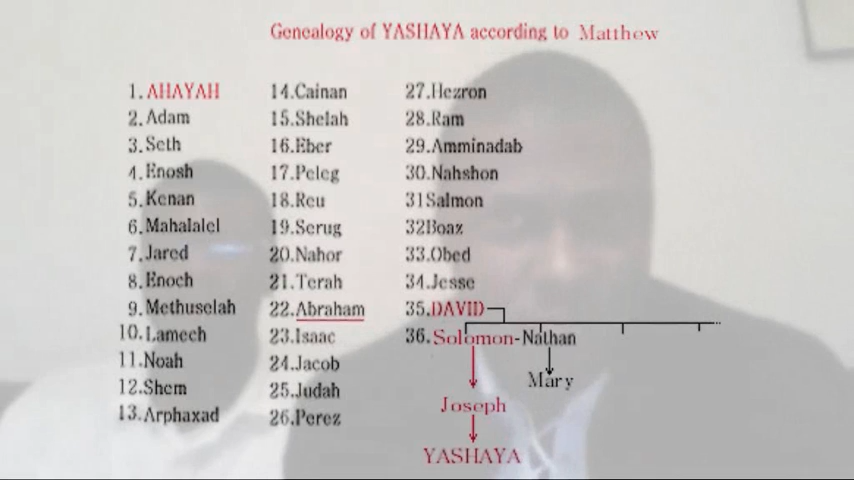 Genealogy of YASHAYA according to Matthew
1. AHAYAH
2. Adam
3. Seth
4. Enosh
5. Kenan
6. Mahalalel
7. Jared
8. Enoch
9. Methuselah
10. Lamech
11. Noah
12. Shem
13. Arphaxad
14. Cainan
15. Shelah
16. Eber
17. Peleg
18. Reu
19. Serug
20. Nahor
21. Terah
22. Abraham
23. Isaac
24. Jacob
25. Judah
26. Perez
27. Hezron
28. Ram
29. Amminadab
30. Nahshon
31 Salmon
32 Boaz
33. Obed
34. Jesse
35. DAVID
36. Solomon-Nathan
Mary
Joseph
YASHAYA